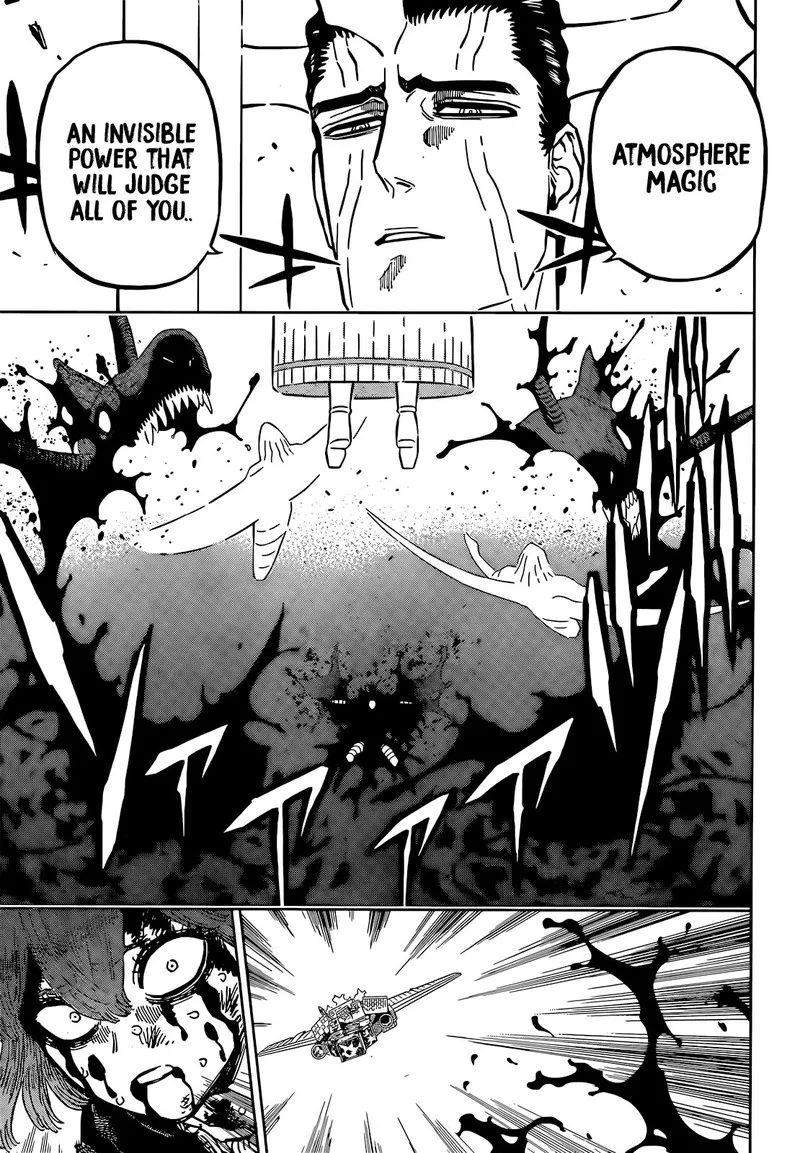 ATMOSPHERE
MAGIC
AN INVISIBLE
POWER THAT
WILL JUDGE
ALL OF YOU..